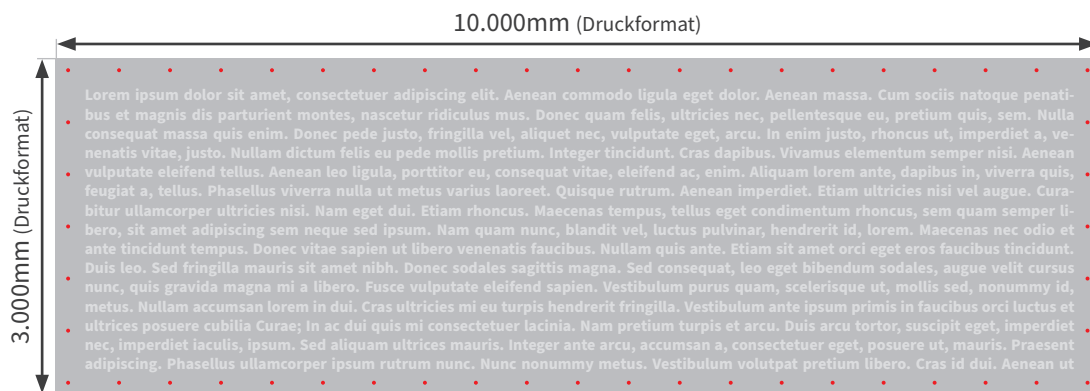 10.000mm (Druckformat)
3.000mm (Druckformat)
Lorem ipsum dolor sit amet, consectetuer adipiscing elit. Aenean commodo ligula eget dolor. Aenean massa. Cum sociis natoque penati-
bus et magnis dis parturient montes, nascetur ridiculus mus. Donec quam felis, ultricies nec, pellentesque eu, pretium quis, sem. Nulla
consequat massa quis enim. Donec pede justo, fringilla vel, aliquet nec, vulputate eget, arcu. In enim justo, rhoncus ut, imperdiet a, ve-
nenatis vitae, justo. Nullam dictum felis eu pede mollis pretium. Integer tincidunt. Cras dapibus. Vivamus elementum semper nisi. Aenean
vulputate eleifend tellus. Aenean leo ligula, porttitor eu, consequat vitae, eleifend ac, enim. Aliquam lorem ante, dapibus in, viverra quis,
feugiat a, tellus. Phasellus viverra nulla ut metus varius laoreet. Quisque rutrum. Aenean imperdiet. Etiam ultricies nisi vel augue. Cura-
bitur ullamcorper ultricies nisi. Nam eget dui. Etiam rhoncus. Maecenas tempus, tellus eget condimentum rhoncus, sem quam semper li-
bero, sit amet adipiscing sem neque sed ipsum. Nam quam nunc, blandit vel, luctus pulvinar, hendrerit id, lorem. Maecenas nec odio et
ante tincidunt tempus. Donec vitae sapien ut libero venenatis faucibus. Nullam quis ante. Etiam sit amet orci eget eros faucibus tincidunt.
Duis leo. Sed fringilla mauris sit amet nibh. Donec sodales sagittis magna. Sed consequat, leo eget bibendum sodales, augue velit cursus
nunc, quis gravida magna mi a libero. Fusce vulputate eleifend sapien. Vestibulum purus quam, scelerisque ut, mollis sed, nonummy id,
metus. Nullam accumsan lorem in dui. Cras ultricies mi eu turpis hendrerit fringilla. Vestibulum ante ipsum primis in faucibus orci luctus et
ultrices posuere cubilia Curae; In ac dui quis mi consectetuer lacinia. Nam pretium turpis et arcu. Duis arcu tortor, suscipit eget, imperdiet
nec, imperdiet iaculis, ipsum. Sed aliquam ultrices mauris. Integer ante arcu, accumsan a, consectetuer eget, posuere ut, mauris. Praesent
adipiscing. Phasellus ullamcorper ipsum rutrum nunc. Nunc nonummy metus. Vestibulum volutpat pretium libero. Cras id dui. Aenean ut